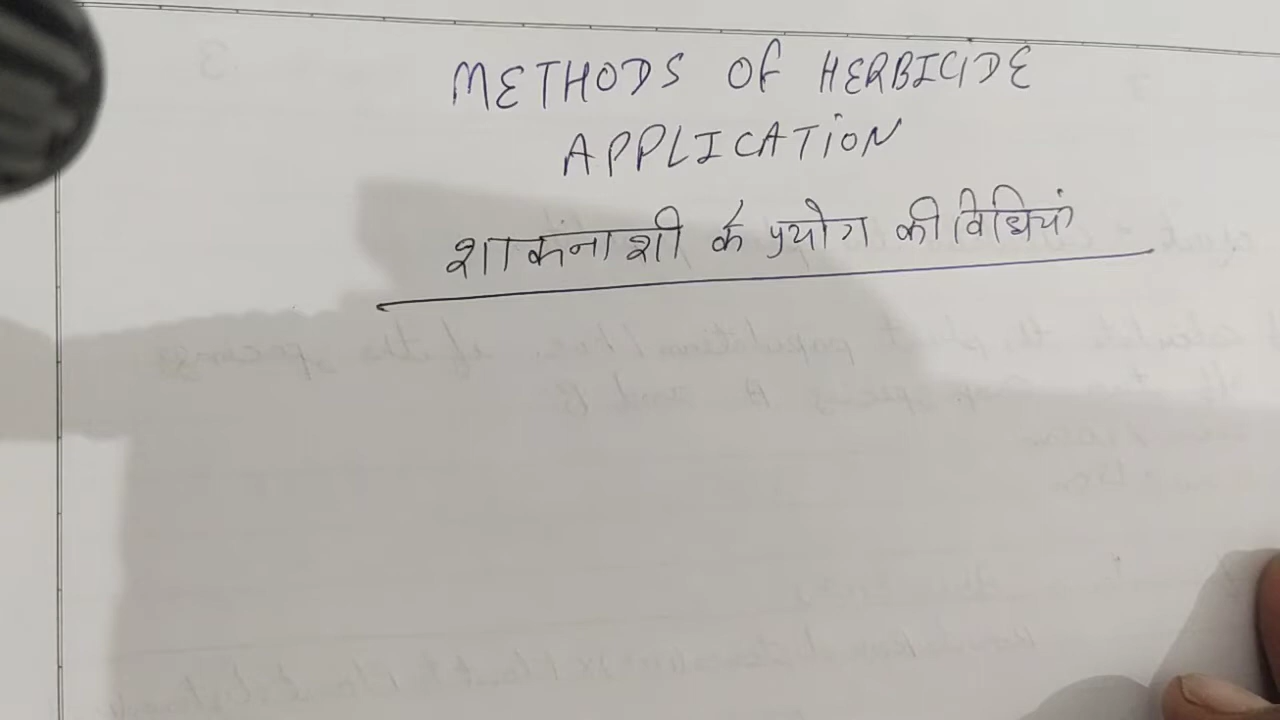 METHODS OF HERBICIDE
APPLICATION
शाकनाशी के प्रयोग की विधियां